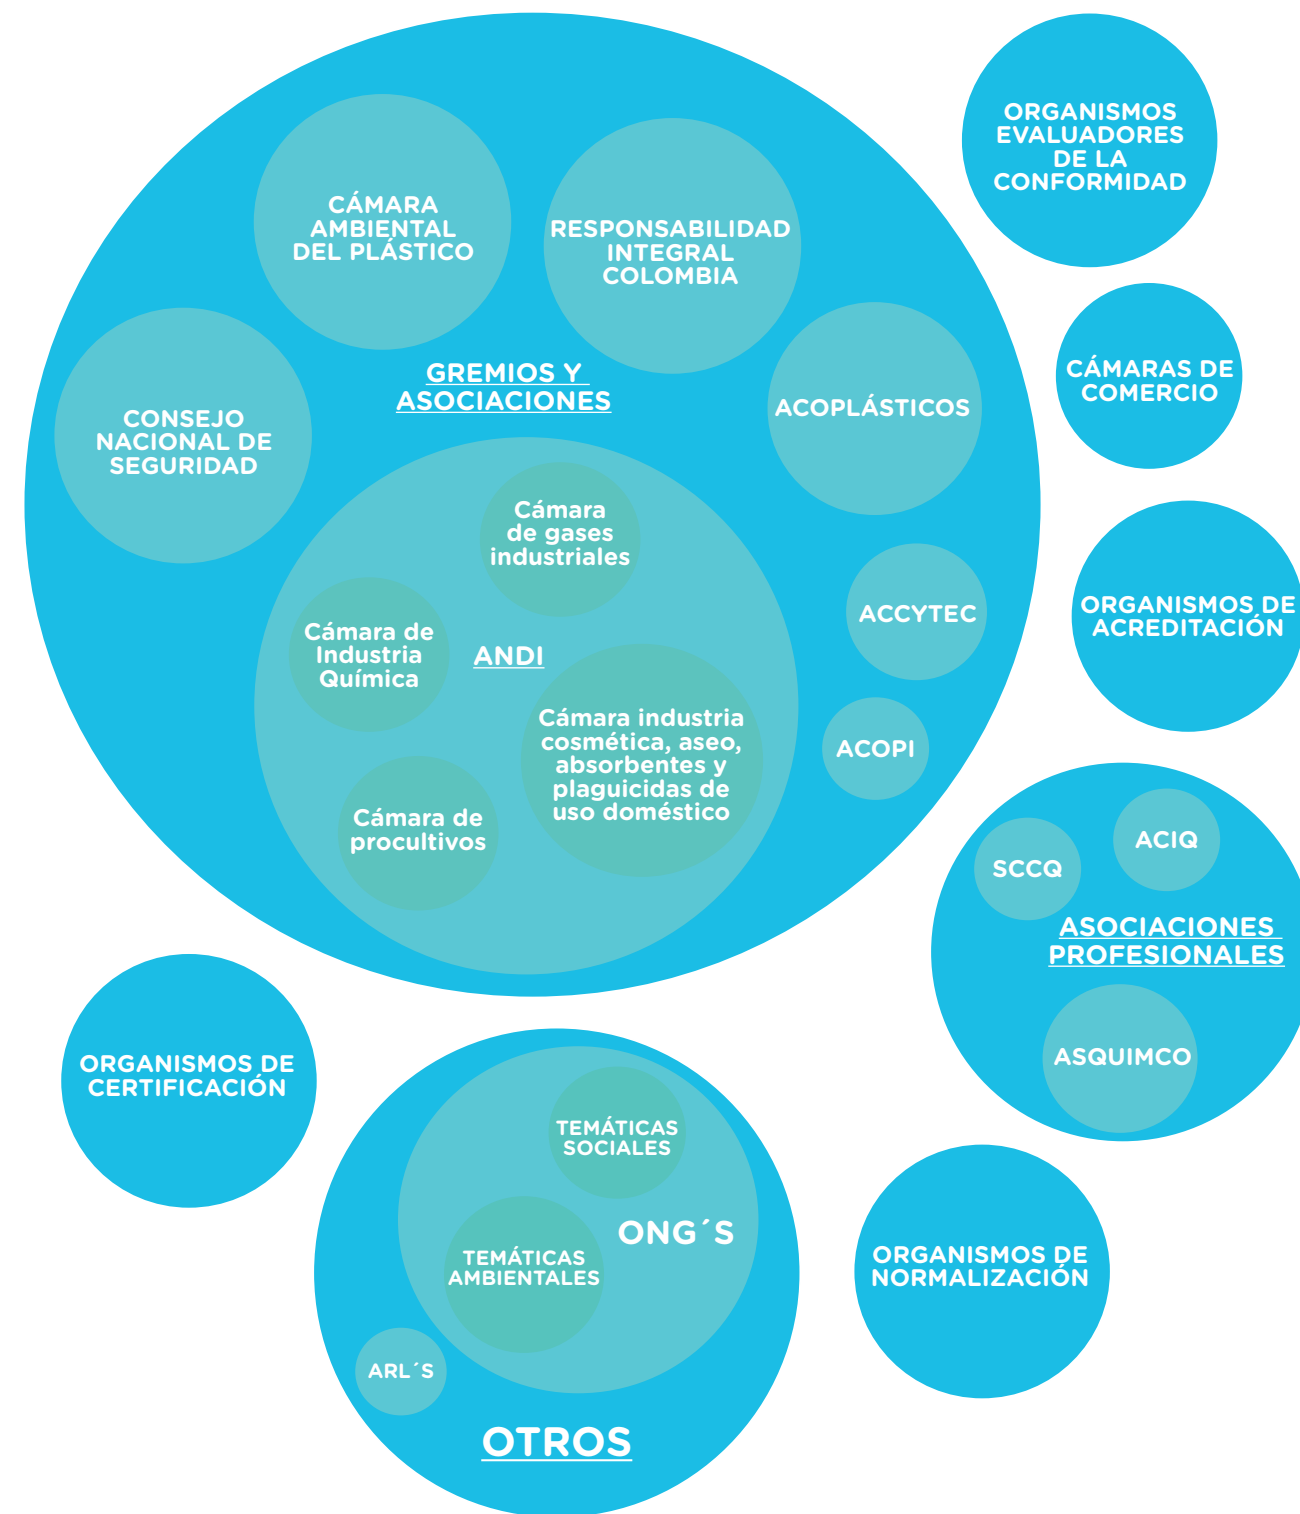 ORGANISMOS
EVALUADORES
DE LA
CONFORMIDAD
CÁMARA
AMBIENTAL
DEL PLÁSTICO
RESPONSABILIDAD
INTEGRAL
COLOMBIA
GREMIOS Y
ASOCIACIONES
CÁMARAS DE
COMERCIO
ACOPLÁSTICOS
CONSEJO
NACIONAL DE
SEGURIDAD
Cámara
de gases
industriales
Cámara de
Industria
Química
ANDI
ACCYTEC
ORGANISMOS DE
ACREDITACIÓN
Cámara industria
cosmética, aseo,
absorbentes y
plaguicidas de
uso doméstico
ACOPI
Cámara de
procultivos
ACIQ
SCCQ
ASOCIACIONES
PROFESIONALES
ASQUIMCO
ORGANISMOS DE
CERTIFICACIÓN
TEMÁTICAS
SOCIALES
ONG´S
TEMÁTICAS
AMBIENTALES
ORGANISMOS DE
NORMALIZACIÓN
ARL´S
OTROS